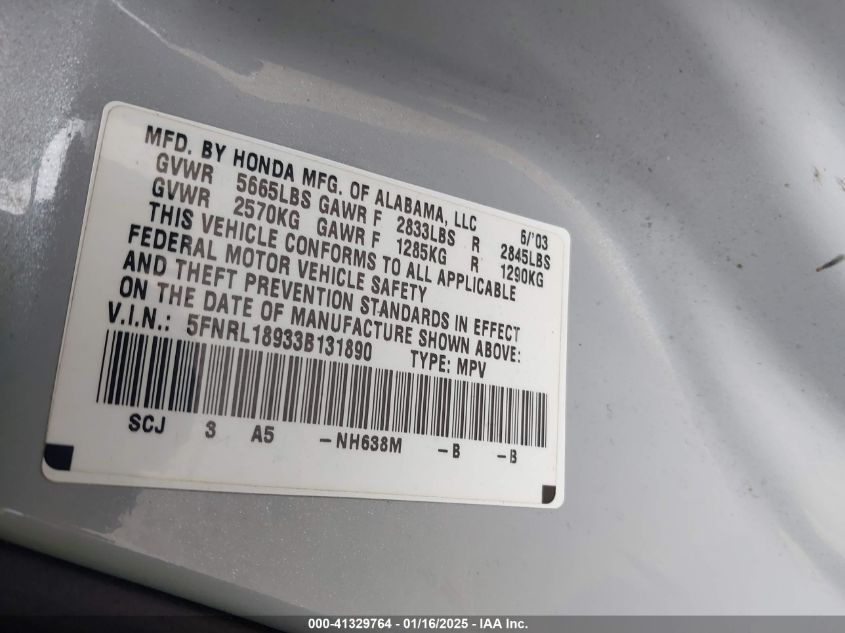 MFD. BY HONDA MFG. OF ALABAMA, LLC 6/'03
GVWR 5665LBS GAWR F 2833LBS R 2845LBS
GVWR 2570KG GAWR F 1285KG R 1290KG
THIS VEHICLE CONFORMS TO ALL APPLICABLE
FEDERAL MOTOR VEHICLE SAFETY
AND THEFT PREVENTION STANDARDS IN EFFECT
ON THE DATE OF MANUFACTURE SHOWN ABOVE:
V.I.N.: 5FNRL18933B131890 TYPE: MPV
SCJ 3 A5 -NH638M -B -B
000-41329764 - 01/16/2025 - IAA Inc.